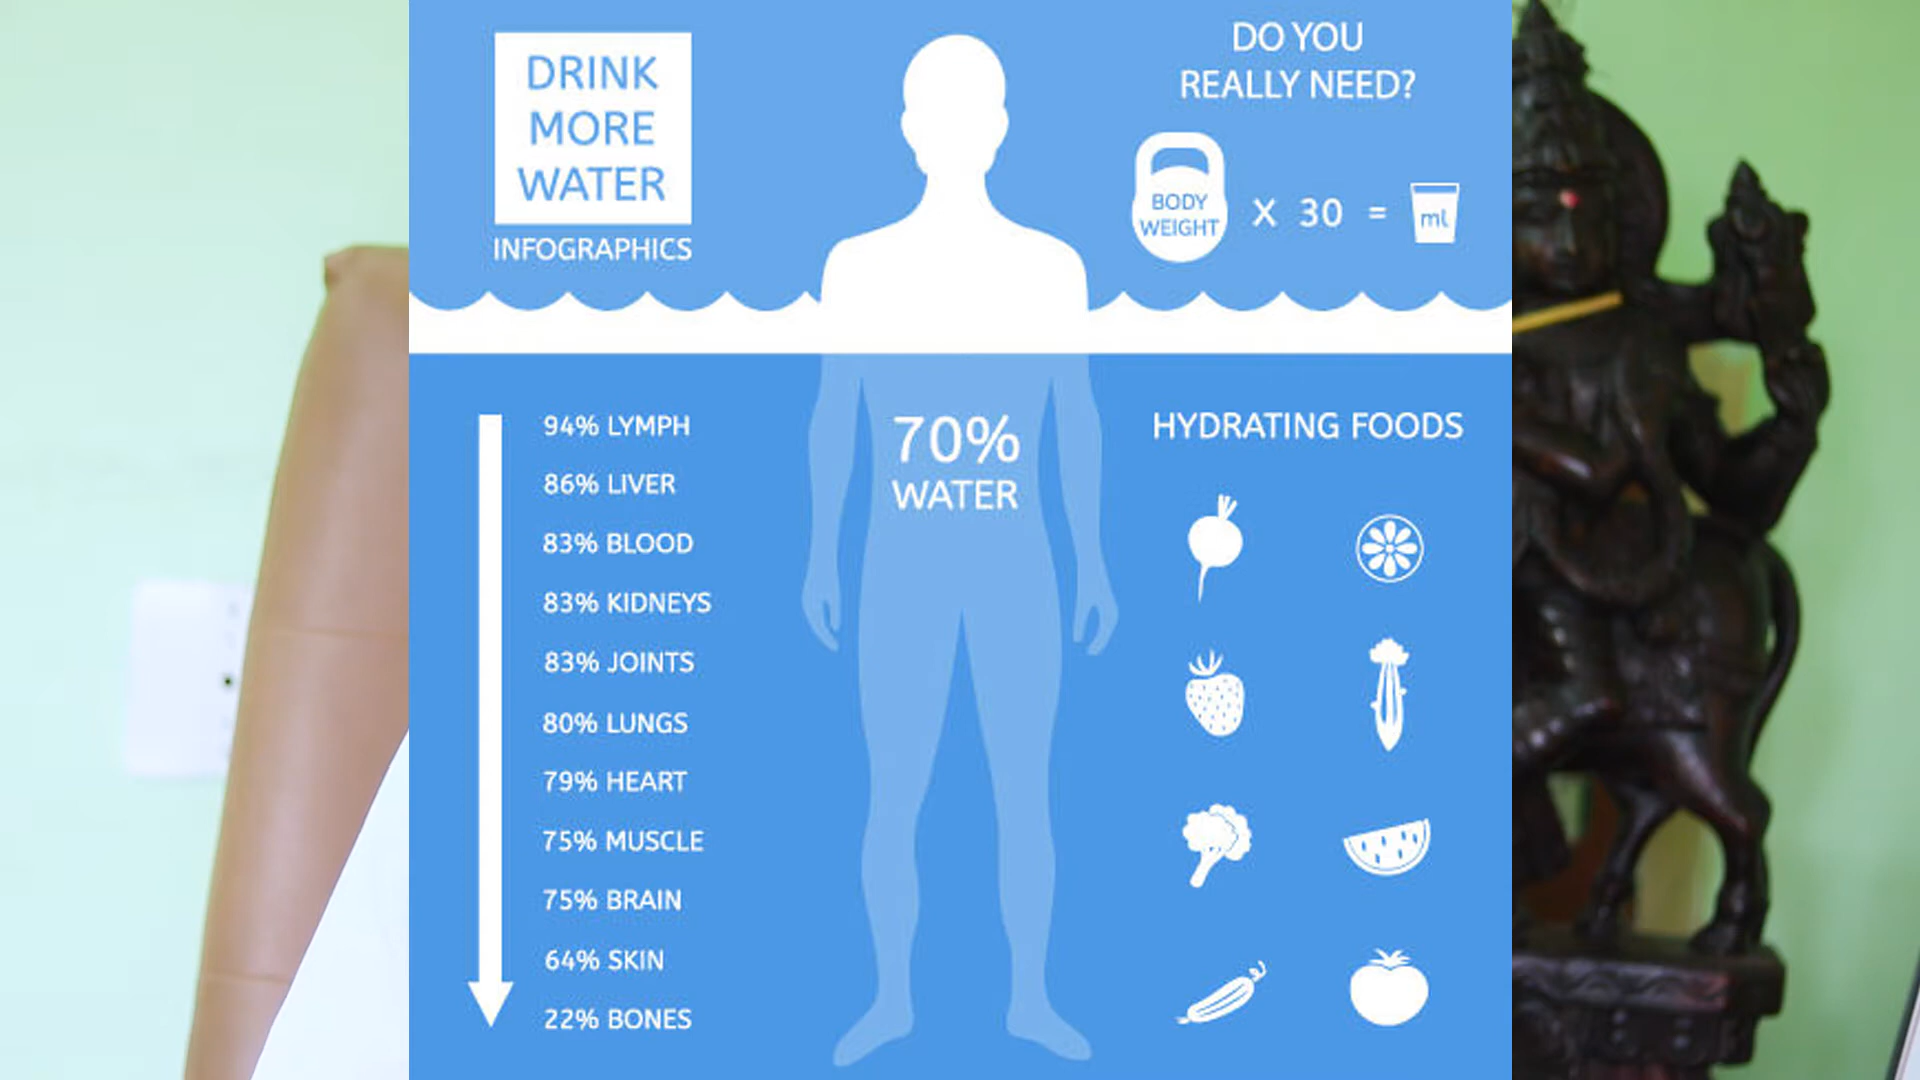 DRINK
MORE
WATER
INFOGRAPHICS
DO YOU
REALLY NEED?
BODY
WEIGHT
X 30 =
ml
70%
WATER
94% LYMPH
86% LIVER
83% BLOOD
83% KIDNEYS
83% JOINTS
80% LUNGS
79% HEART
75% MUSCLE
75% BRAIN
64% SKIN
22% BONES
HYDRATING FOODS